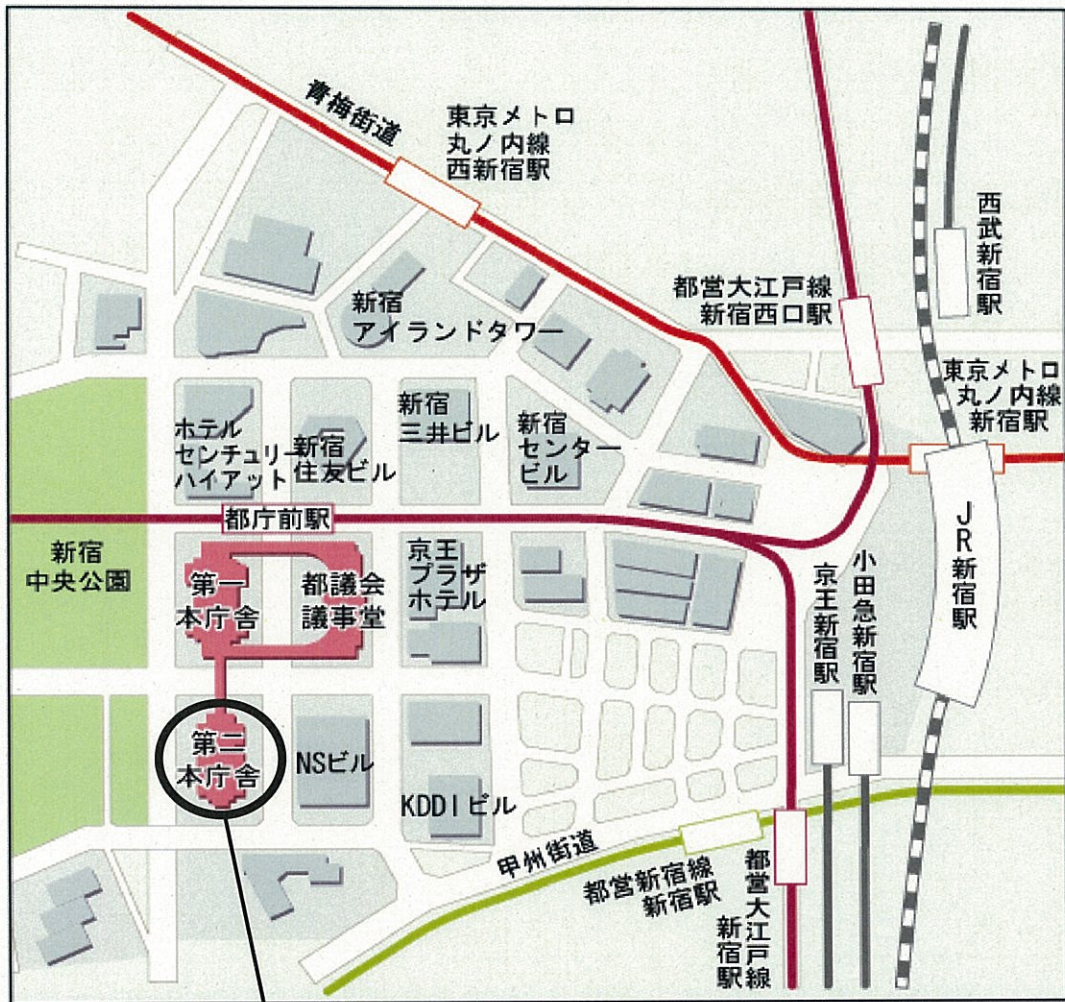 青梅街道
東京メトロ
丸ノ内線
西新宿駅
西武新宿駅
都営大江戸線
新宿西口駅
新宿
アイランドタワー
東京メトロ
丸ノ内線
新宿駅
ホテル
センチュリー
ハイアット
新宿
住友ビル
新宿
三井ビル
新宿
センター
ビル
都庁前駅
JR新宿駅
新宿
中央公園
第一
本庁舎
都議会
議事堂
京王
プラザ
ホテル
京王新宿駅
小田急新宿駅
第二
本庁舎
NSビル
KDDIビル
甲州街道
都営新宿線
新宿駅
都営大江戸線
新宿駅